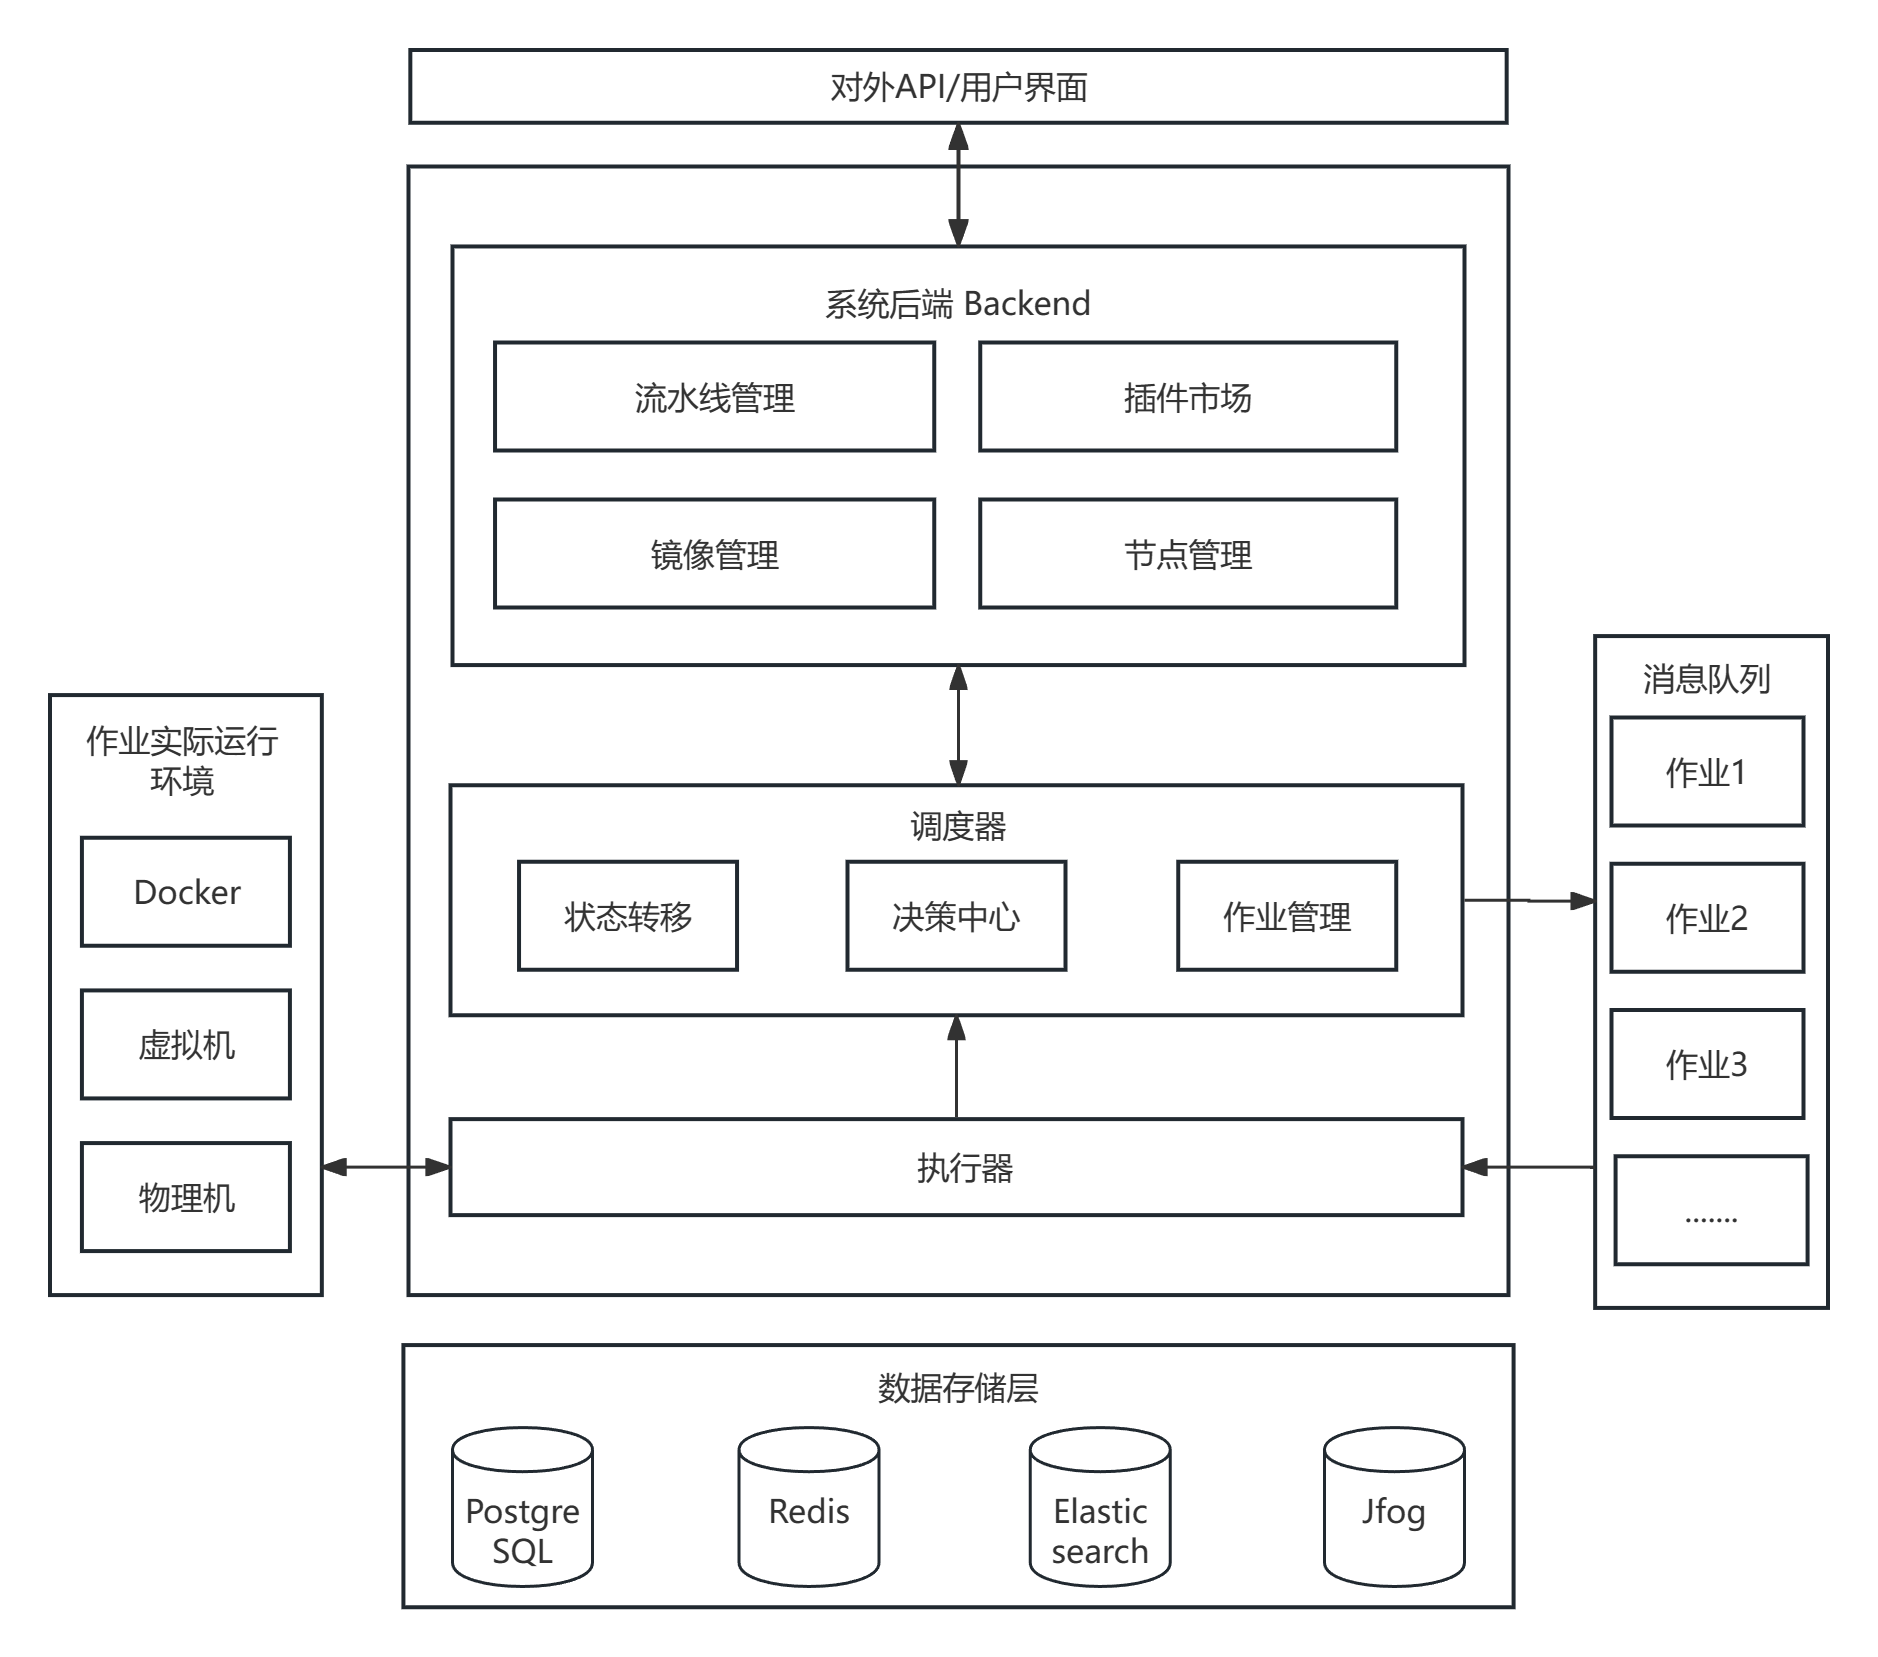 对外API/用户界面
系统后端 Backend
流水线管理
插件市场
镜像管理
节点管理
作业实际运行
环境
Docker
虚拟机
物理机
调度器
状态转移
决策中心
作业管理
执行器
消息队列
作业1
作业2
作业3
.......
数据存储层
Postgre
SQL
Redis
Elastic
search
Jfog